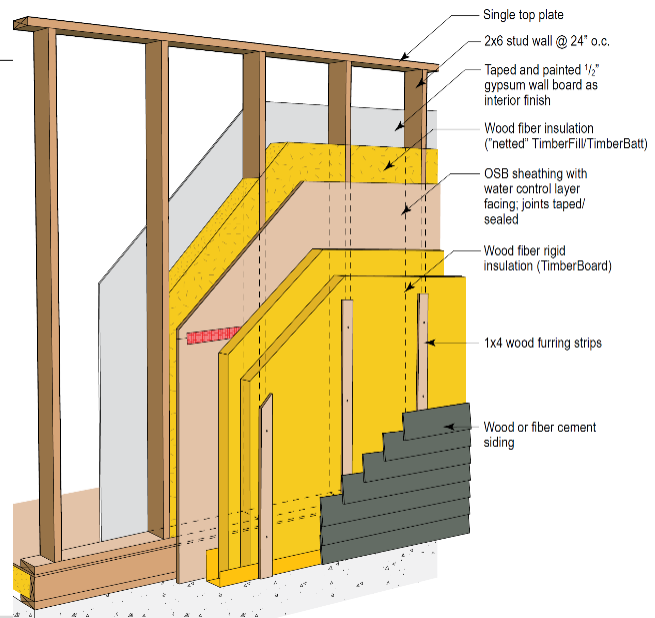 Single top plate
2x6 stud wall @ 24” o.c.
Taped and painted 1/2”
gypsum wall board as
interior finish
Wood fiber insulation
(”netted” TimberFill/TimberBatt)
OSB sheathing with
water control layer
facing; joints taped/
sealed
Wood fiber rigid
insulation (TimberBoard)
1x4 wood furring strips
Wood or fiber cement
siding